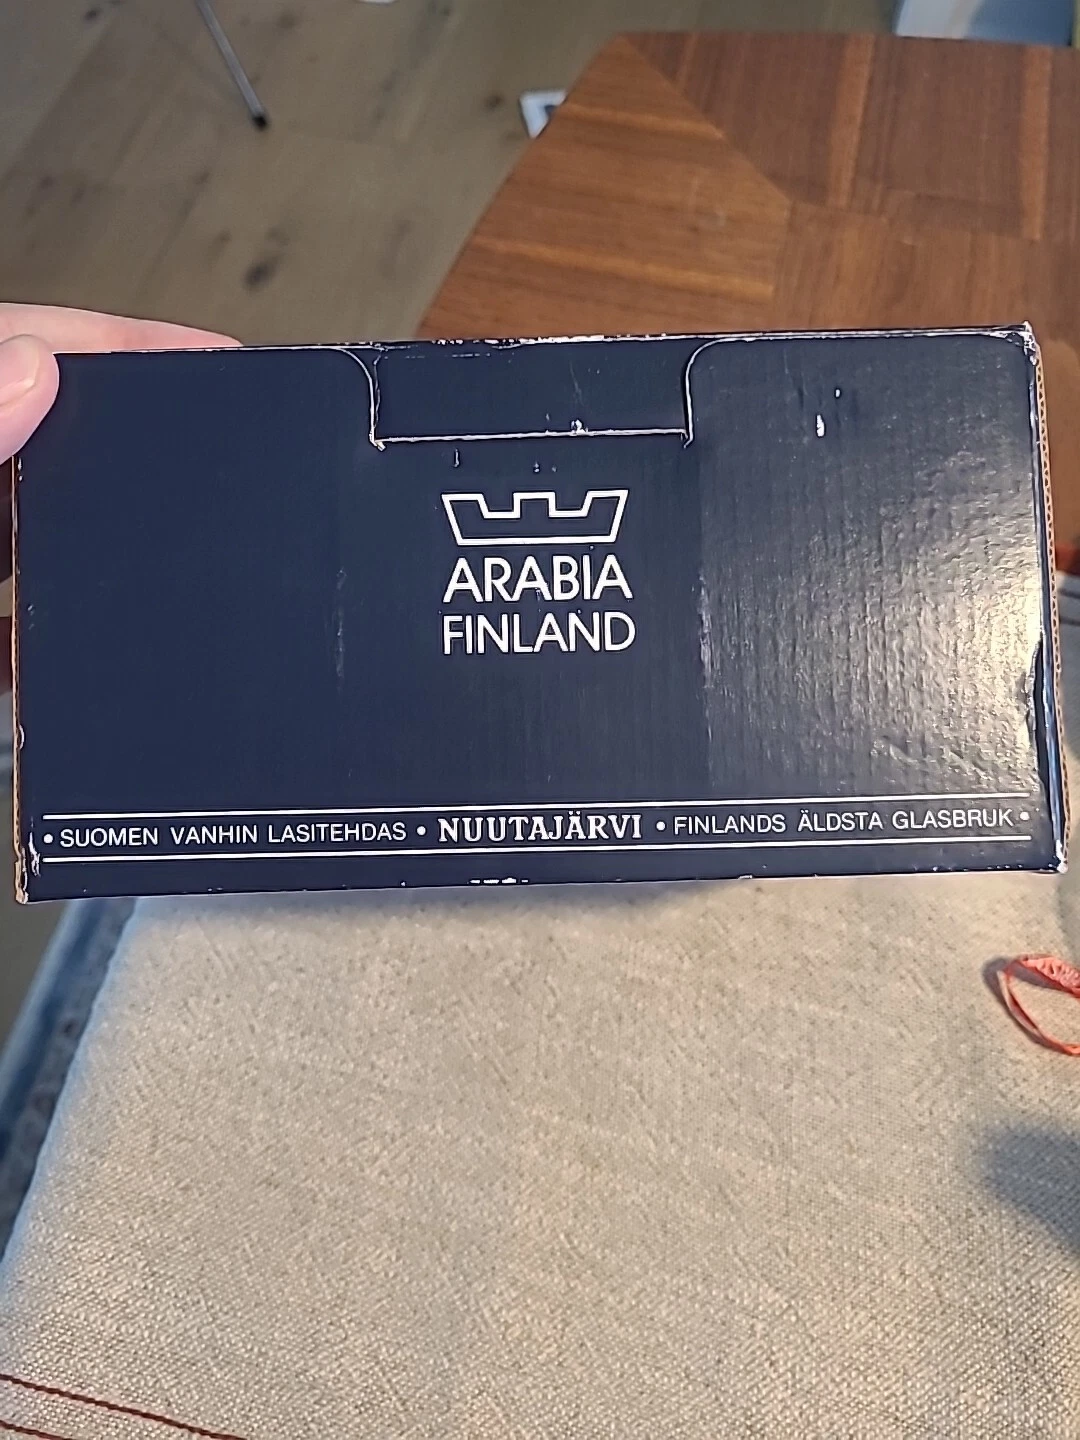 ARABIA
FINLAND
• SUOMEN VANHIN LASITEHDAS • NUUTAJÄRVI • FINLANDS ÄLDSTA GLASBRUK •